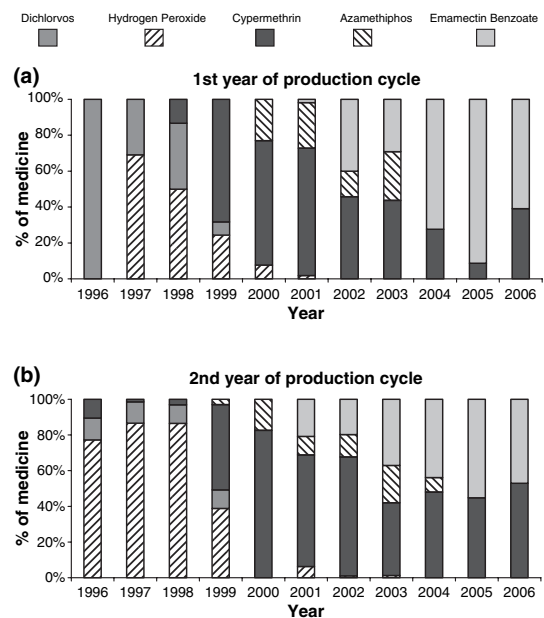 Dichlorvos Hydrogen Peroxide Cypermethrin Azamethiphos Emamectin Benzoate
(a)
1st year of production cycle
% of medicine
100%
80%
60%
40%
20%
0%
1996 1997 1998 1999 2000 2001 2002 2003 2004 2005 2006
Year
(b)
2nd year of production cycle
% of medicine
100%
80%
60%
40%
20%
0%
1996 1997 1998 1999 2000 2001 2002 2003 2004 2005 2006
Year